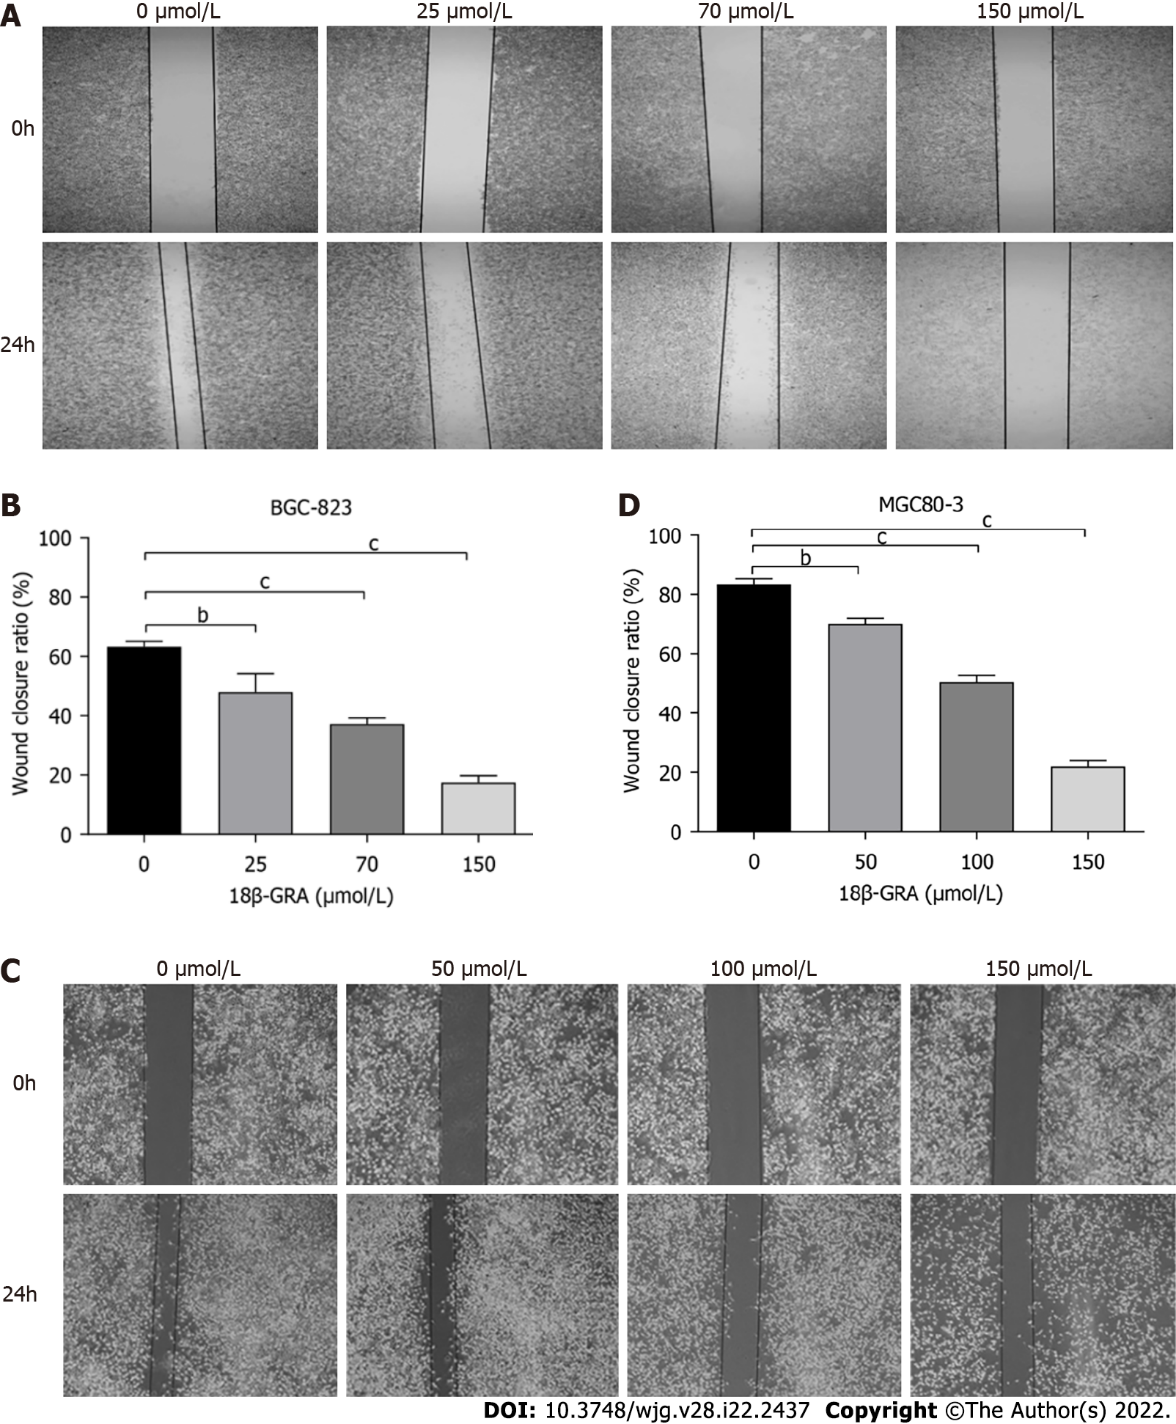 A
0 µmol/L 25 µmol/L 70 µmol/L 150 µmol/L
0h
24h
B
BGC-823
Wound closure ratio (%)
100
80
60
40
20
0
c
c
b
0 25 70 150
18β-GRA (µmol/L)
D
MGC80-3
Wound closure ratio (%)
100
80
60
40
20
0
c
c
b
0 50 100 150
18β-GRA (µmol/L)
C
0 µmol/L 50 µmol/L 100 µmol/L 150 µmol/L
0h
24h
DOI: 10.3748/wjg.v28.i22.2437 Copyright ©The Author(s) 2022.